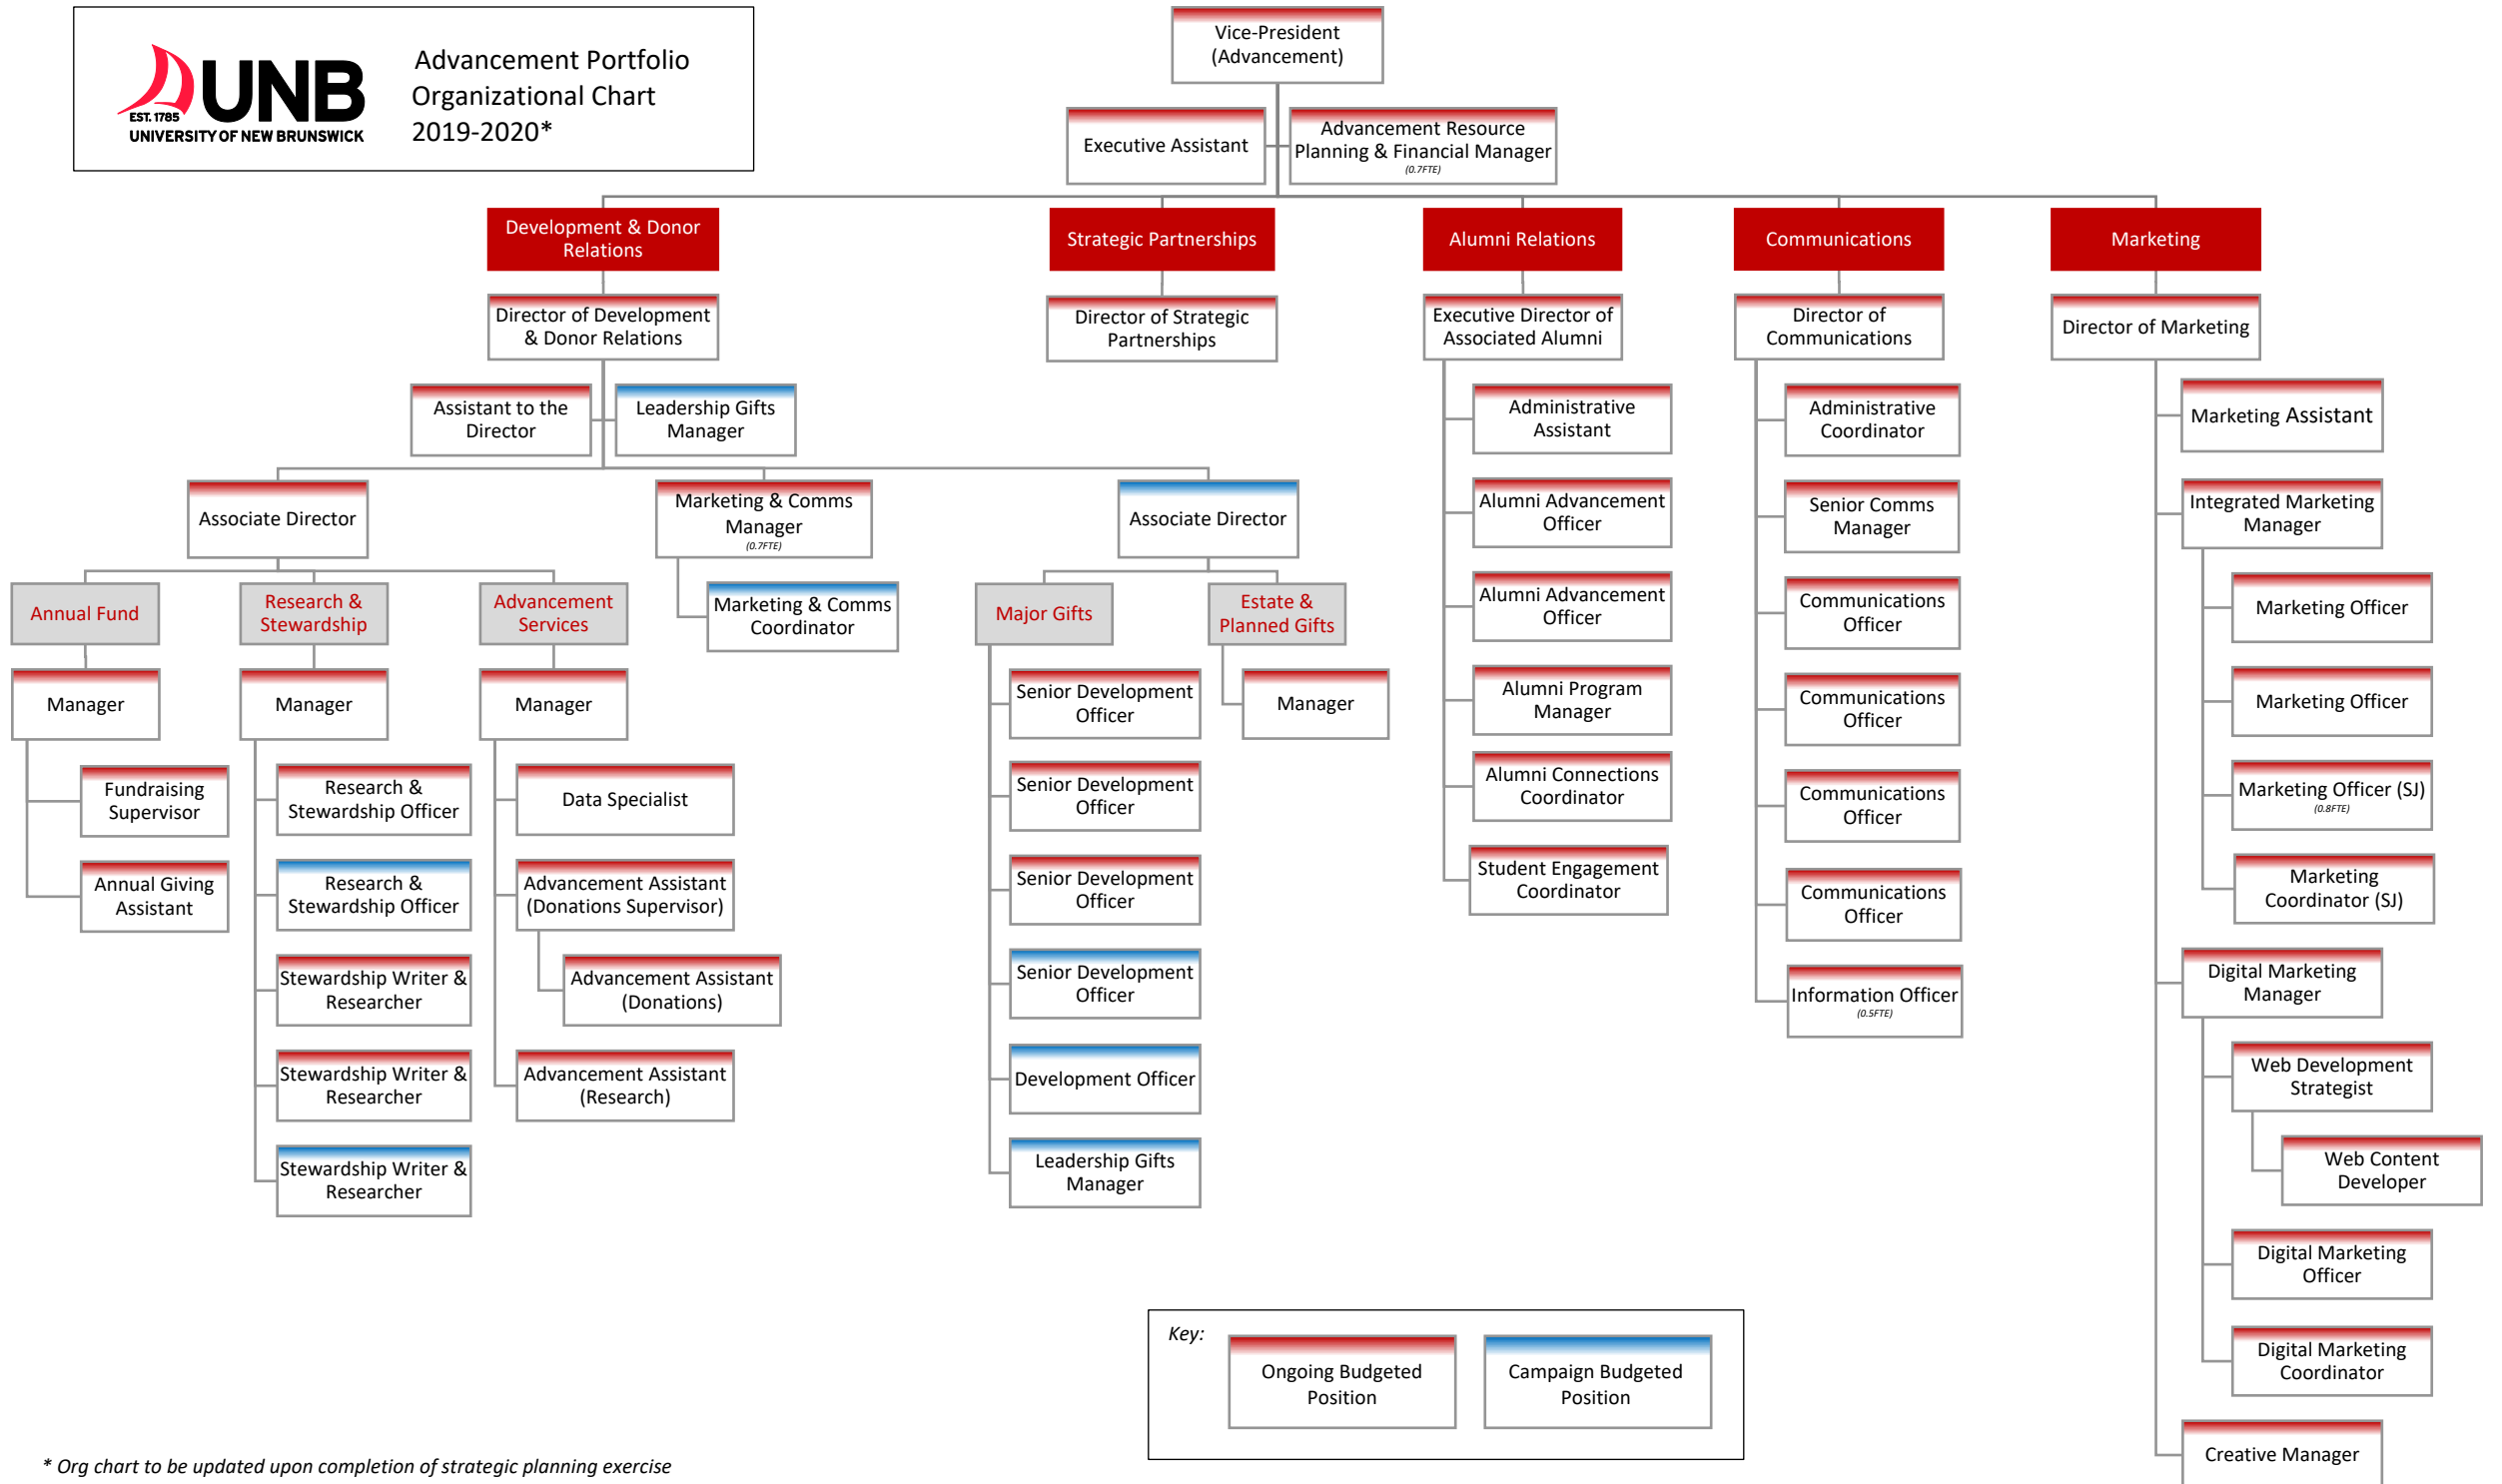 EST. 1785
UNB
UNIVERSITY OF NEW BRUNSWICK
Advancement Portfolio
Organizational Chart
2019-2020*
Vice-President
(Advancement)
Executive Assistant
Advancement Resource
Planning & Financial Manager
(0.7FTE)
Development & Donor
Relations
Strategic Partnerships
Alumni Relations
Communications
Marketing
Director of Development
& Donor Relations
Director of Strategic
Partnerships
Executive Director of
Associated Alumni
Director of
Communications
Director of Marketing
Assistant to the
Director
Leadership Gifts
Manager
Associate Director
Marketing & Comms
Manager
(0.7FTE)
Marketing & Comms
Coordinator
Associate Director
Annual Fund
Research &
Stewardship
Advancement
Services
Major Gifts
Estate &
Planned Gifts
Manager
Fundraising
Supervisor
Annual Giving
Assistant
Manager
Research &
Stewardship Officer
Research &
Stewardship Officer
Stewardship Writer &
Researcher
Stewardship Writer &
Researcher
Stewardship Writer &
Researcher
Manager
Data Specialist
Advancement Assistant
(Donations Supervisor)
Advancement Assistant
(Donations)
Advancement Assistant
(Research)
Senior Development
Officer
Senior Development
Officer
Senior Development
Officer
Senior Development
Officer
Development Officer
Leadership Gifts
Manager
Manager
Administrative
Assistant
Alumni Advancement
Officer
Alumni Advancement
Officer
Alumni Program
Manager
Alumni Connections
Coordinator
Student Engagement
Coordinator
Administrative
Coordinator
Senior Comms
Manager
Communications
Officer
Communications
Officer
Communications
Officer
Communications
Officer
Information Officer
(0.5FTE)
Marketing Assistant
Integrated Marketing
Manager
Marketing Officer
Marketing Officer
Marketing Officer (SJ)
(0.8FTE)
Marketing
Coordinator (SJ)
Digital Marketing
Manager
Web Development
Strategist
Web Content
Developer
Digital Marketing
Officer
Digital Marketing
Coordinator
Creative Manager
Key:
Ongoing Budgeted
Position
Campaign Budgeted
Position
* Org chart to be updated upon completion of strategic planning exercise